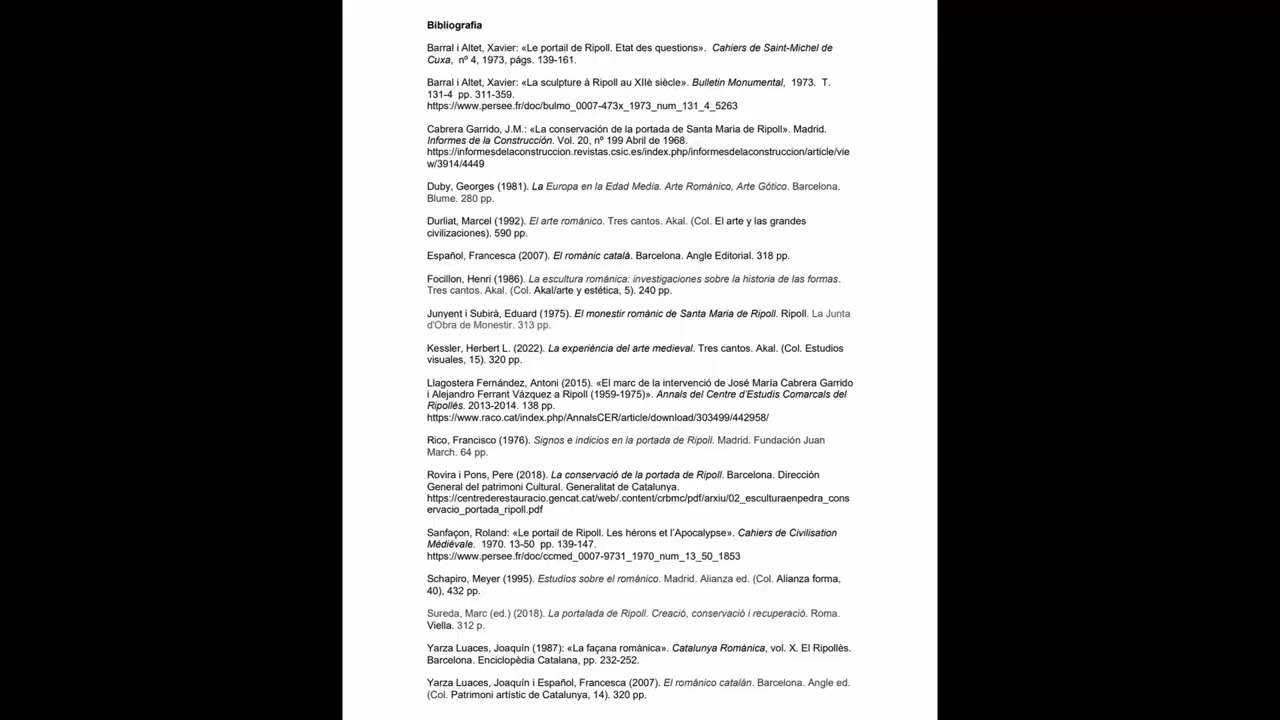 Bibliografia
Barral i Altet, Xavier: «Le portail de Ripoll. Etat des questions». Cahiers de Saint-Michel de
Cuxa, nº 4, 1973, págs. 139-161.
Barral i Altet, Xavier: «La sculpture à Ripoll au XIIè siècle». Bulletin Monumental, 1973. T.
131-4 pp. 311-359.
https://www.persee.fr/doc/bulmo_0007-473x_1973_num_131_4_5263
Cabrera Garrido, J.M.: «La conservación de la portada de Santa Maria de Ripoll». Madrid.
Informes de la Construcción. Vol. 20, nº 199 Abril de 1968.
https://informesdelaconstruccion.revistas.csic.es/index.php/informesdelaconstruccion/article/vie
w/3914/4449
Duby, Georges (1981). La Europa en la Edad Media. Arte Románico, Arte Gótico. Barcelona.
Blume. 280 pp.
Durliat, Marcel (1992). El arte románico. Tres cantos. Akal. (Col. El arte y las grandes
civilizaciones). 590 pp.
Español, Francesca (2007). El romànic català. Barcelona. Angle Editorial. 318 pp.
Focillon, Henri (1986). La escultura románica: investigaciones sobre la historia de las formas.
Tres cantos. Akal. (Col. Akal/arte y estética, 5). 240 pp.
Junyent i Subirà, Eduard (1975). El monestir romànic de Santa Maria de Ripoll. Ripoll. La Junta
d'Obra de Monestir. 313 pp.
Kessler, Herbert L. (2022). La experiència del arte medieval. Tres cantos. Akal. (Col. Estudios
visuales, 15). 320 pp.
Llagostera Fernández, Antoni (2015). «El marc de la intervenció de José María Cabrera Garrido
i Alejandro Ferrant Vázquez a Ripoll (1959-1975)». Annals del Centre d'Estudis Comarcals del
Ripollès. 2013-2014. 138 pp.
https://www.raco.cat/index.php/AnnalsCER/article/download/303499/442958/
Rico, Francisco (1976). Signos e indicios en la portada de Ripoll. Madrid. Fundación Juan
March. 64 pp.
Rovira i Pons, Pere (2018). La conservació de la portada de Ripoll. Barcelona. Dirección
General del patrimoni Cultural. Generalitat de Catalunya.
https://centrederestauracio.gencat.cat/web/.content/crbmc/pdf/arxiu/02_esculturaenpedra_cons
ervacio_portada_ripoll.pdf
Sanfaçon, Roland: «Le portail de Ripoll. Les hérons et l'Apocalypse». Cahiers de Civilisation
Médiévale. 1970. 13-50 pp. 139-147.
https://www.persee.fr/doc/ccmed_0007-9731_1970_num_13_50_1853
Schapiro, Meyer (1995). Estudios sobre el románico. Madrid. Alianza ed. (Col. Alianza forma,
40), 432 pp.
Sureda, Marc (ed.) (2018). La portalada de Ripoll. Creació, conservació i recuperació. Roma.
Viella. 312 p.
Yarza Luaces, Joaquín (1987): «La façana romànica». Catalunya Romànica, vol. X. El Ripollès.
Barcelona. Enciclopèdia Catalana, pp. 232-252.
Yarza Luaces, Joaquín i Español, Francesca (2007). El románico catalán. Barcelona. Angle ed.
(Col. Patrimoni artístic de Catalunya, 14). 320 pp.